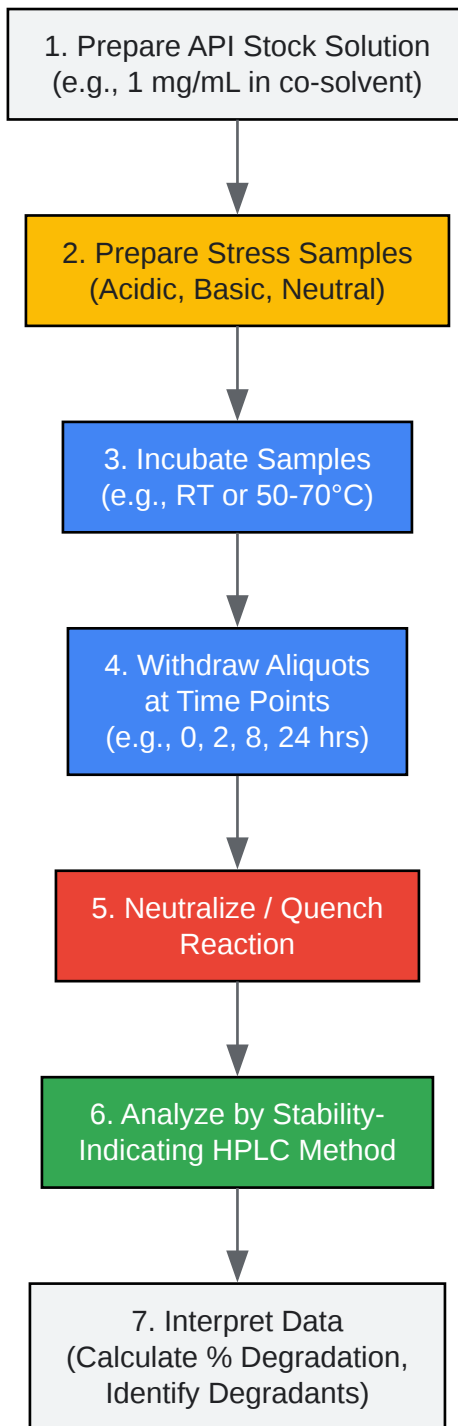 1. Prepare API Stock Solution
(e.g., 1 mg/mL in co-solvent)
2. Prepare Stress Samples
(Acidic, Basic, Neutral)
3. Incubate Samples
(e.g., RT or 50-70°C)
4. Withdraw Aliquots
at Time Points
(e.g., 0, 2, 8, 24 hrs)
5. Neutralize / Quench
Reaction
6. Analyze by Stability-
Indicating HPLC Method
7. Interpret Data
(Calculate % Degradation,
Identify Degradants)